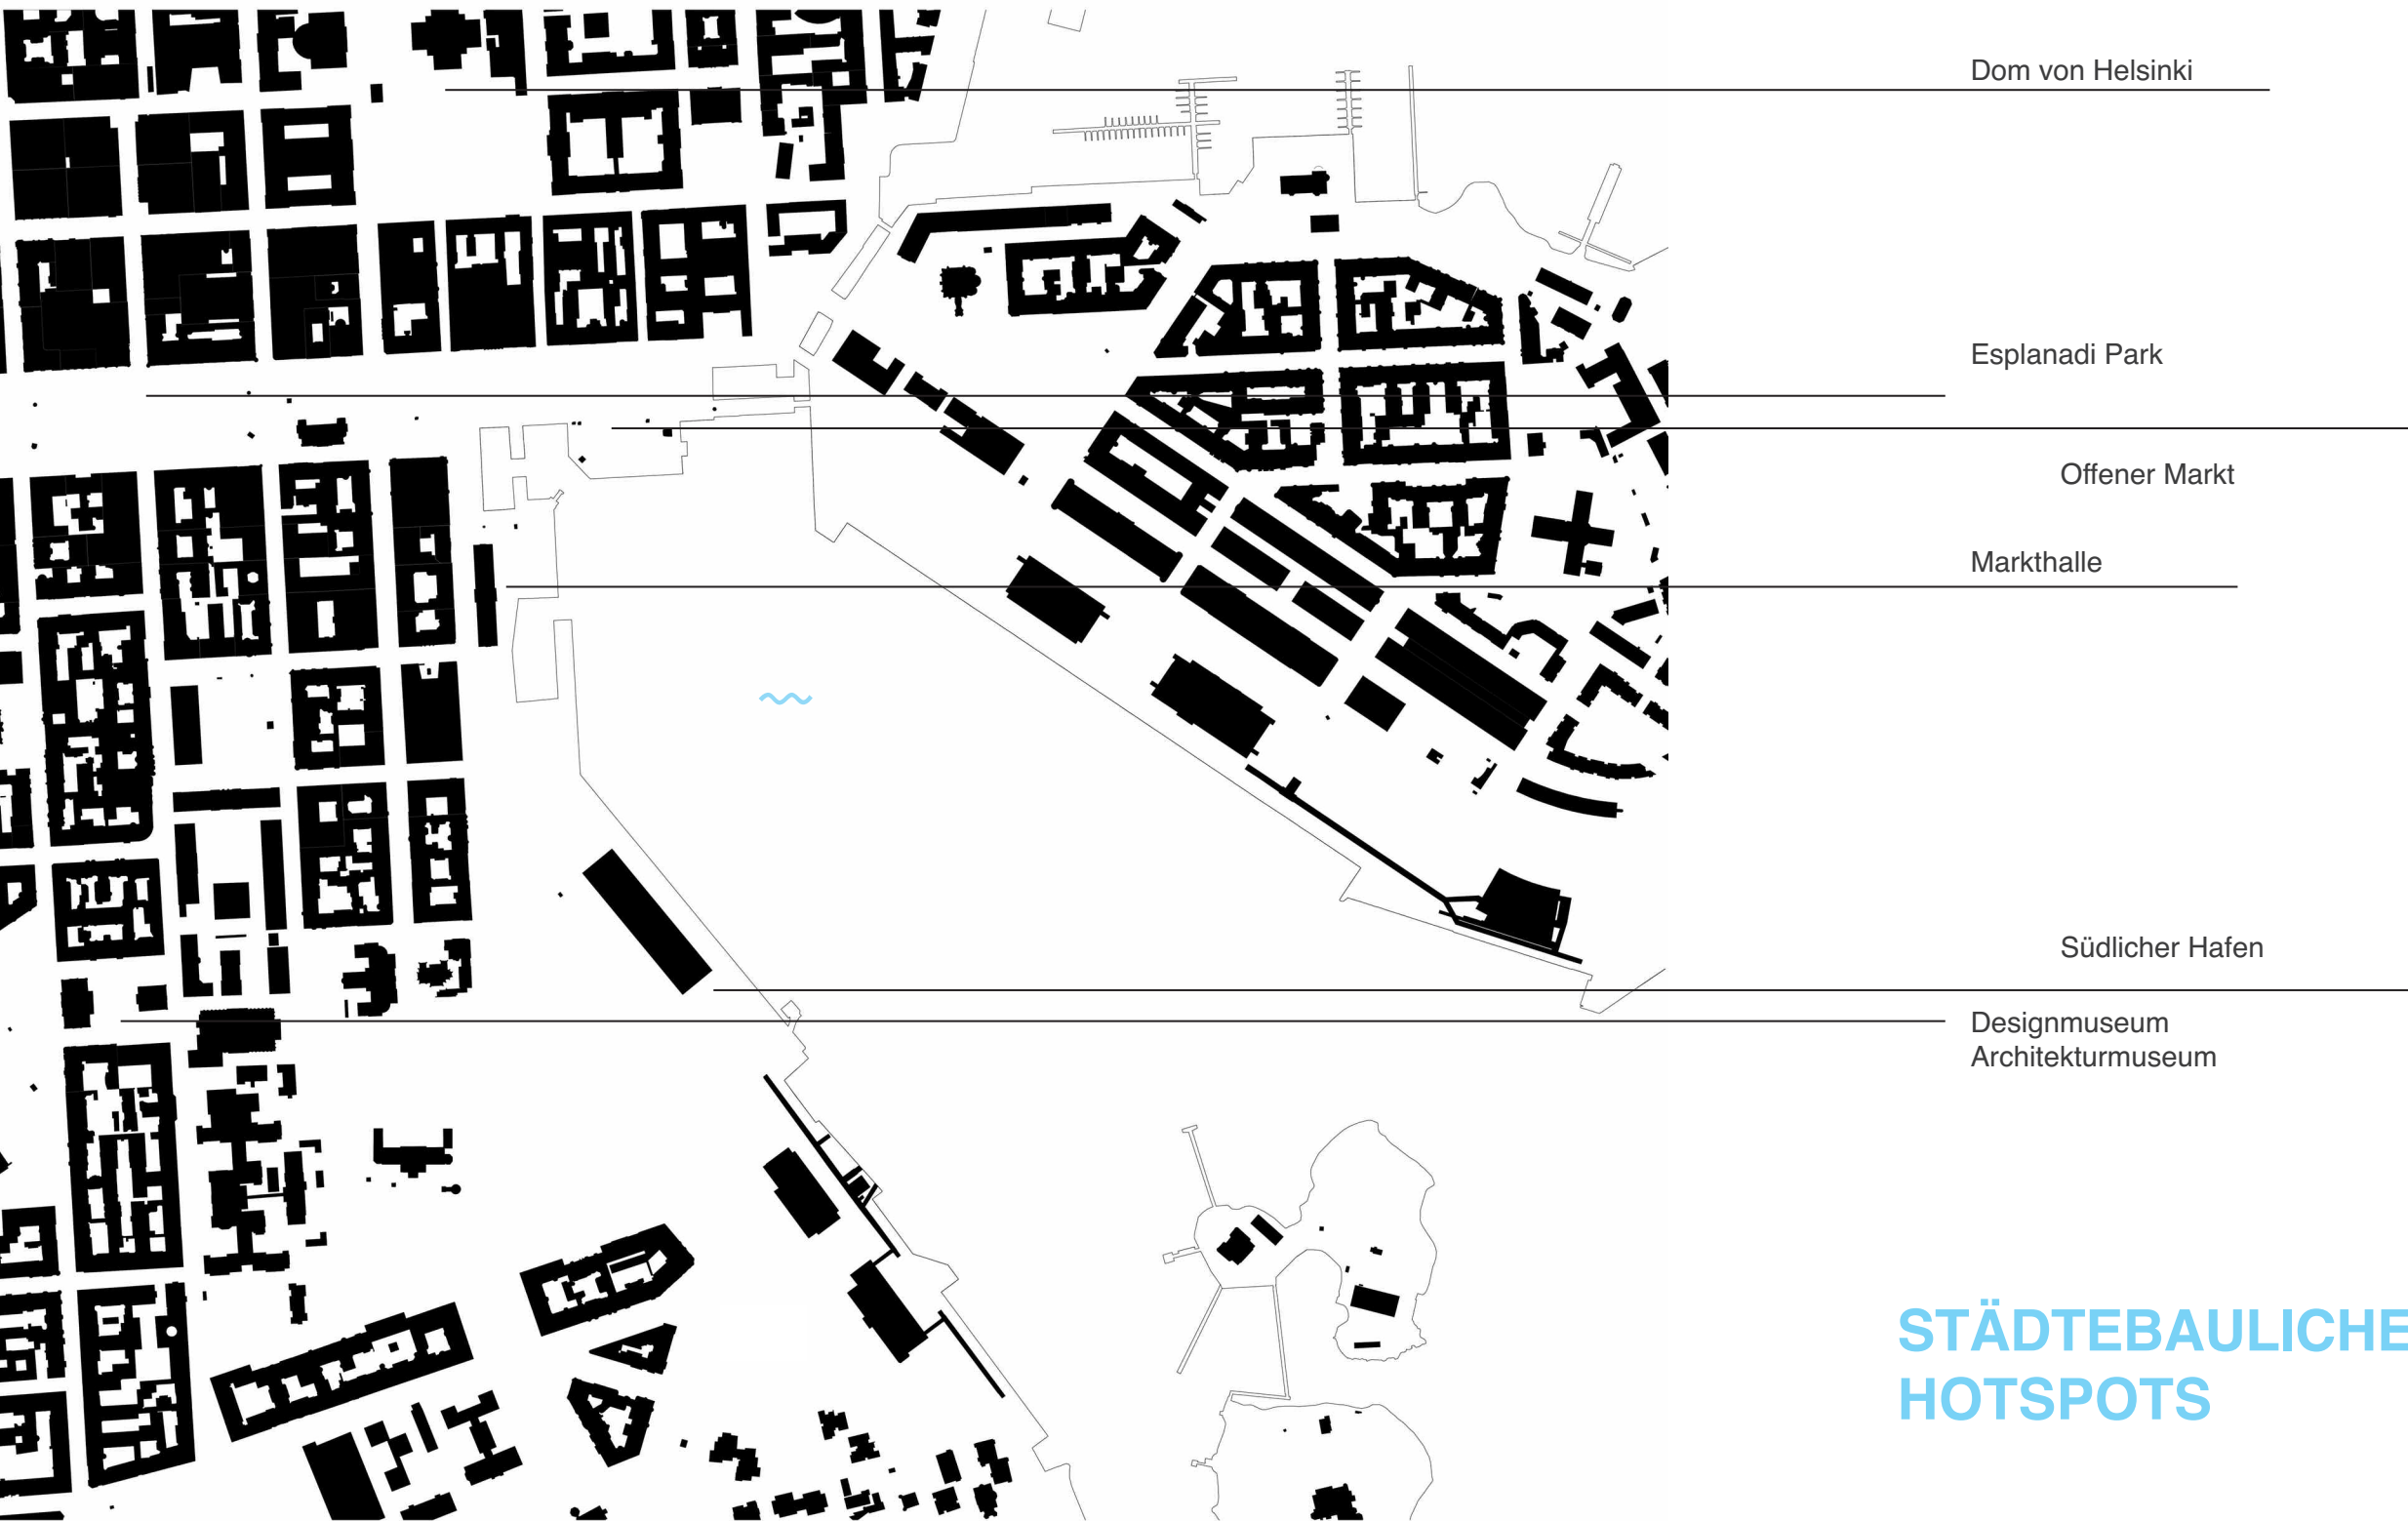 Dom von Helsinki
Esplanadi Park
Offener Markt
Markthalle
Südlicher Hafen
Designmuseum
Architekturmuseum
STÄDTEBAULICHE
HOTSPOTS